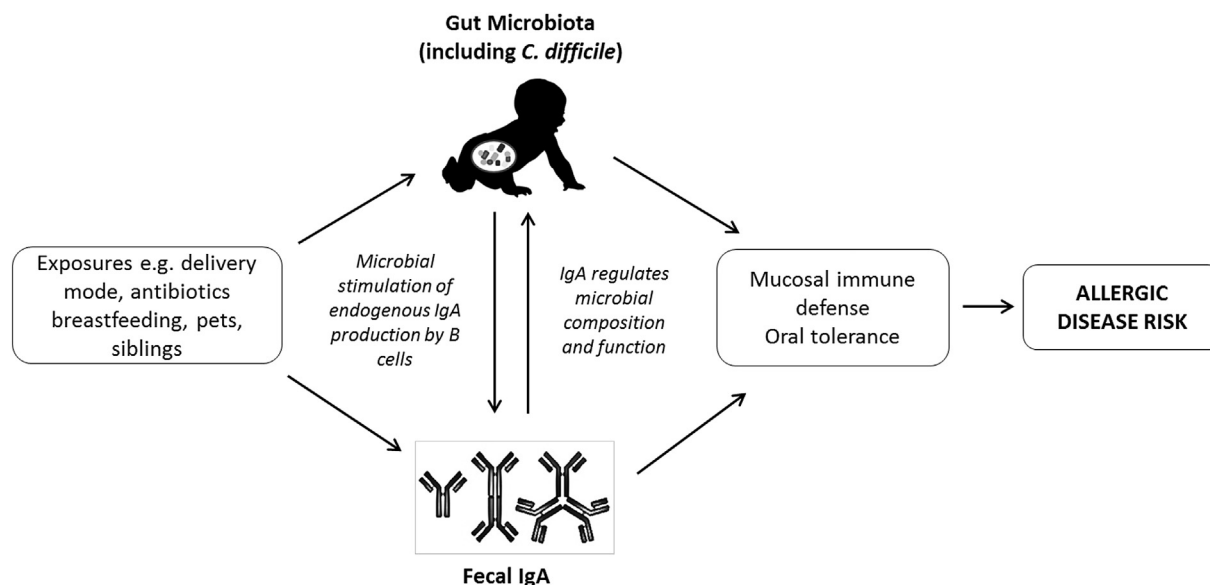 Gut Microbiota
(including C. difficile)
Exposures e.g. delivery
mode, antibiotics
breastfeeding, pets,
siblings
Microbial
stimulation of
endogenous IgA
production by B
cells
IgA regulates
microbial
composition
and function
Mucosal immune
defense
Oral tolerance
ALLERGIC
DISEASE RISK
Fecal IgA